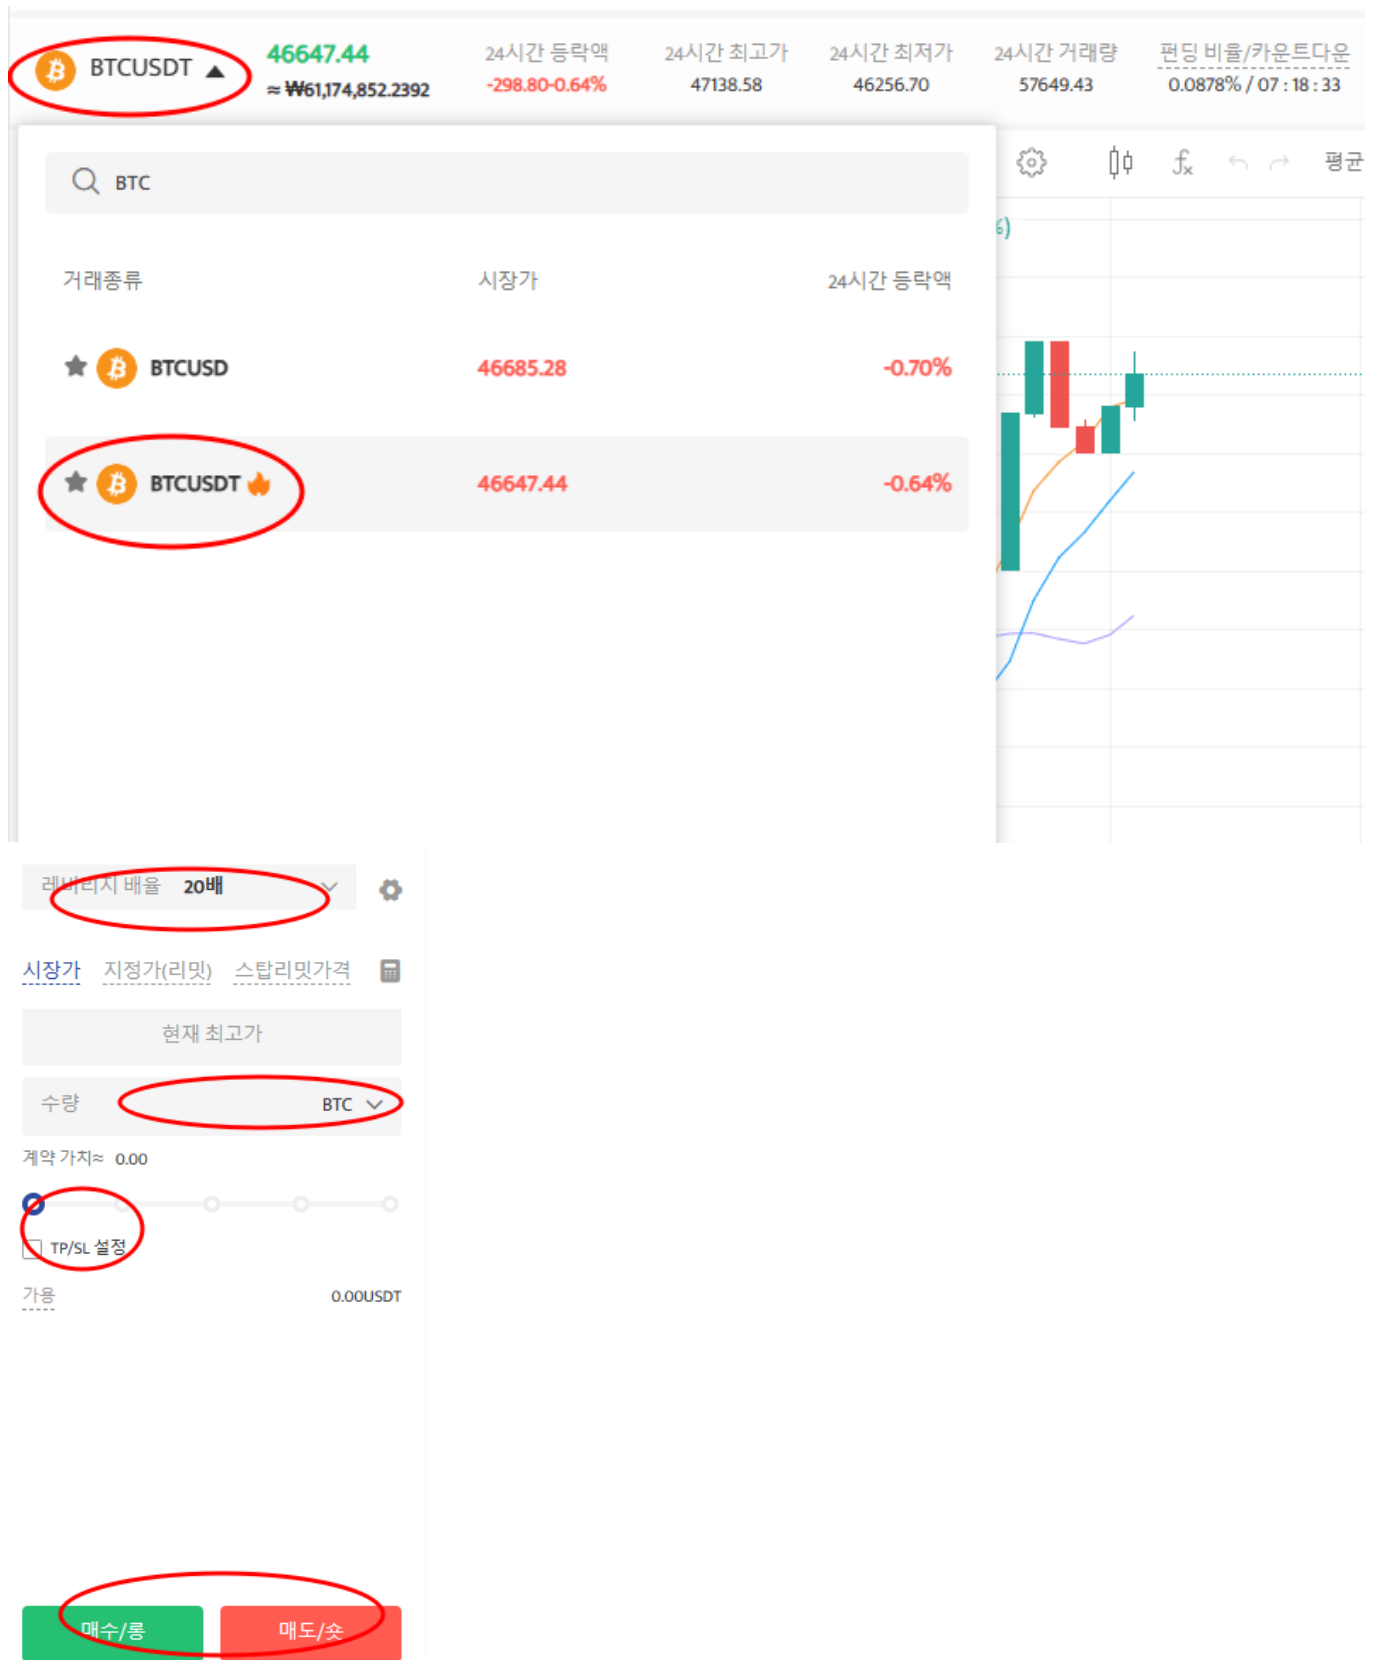 BTCUSDT ▲
46647.44
≈ ₩61,174,852.2392
24시간 등락액
-298.80-0.64%
24시간 최고가
47138.58
24시간 최저가
46256.70
24시간 거래량
57649.43
펀딩 비율/카운트다운
0.0878% / 07 : 18 : 33
BTC
평균
%)
거래종류 시장가 24시간 등락액
BTCUSD 46685.28 -0.70%
BTCUSDT 46647.44 -0.64%
레버리지 배율 20배
시장가 지정가(리밋) 스탑리밋가격
현재 최고가
수량 BTC
계약 가치≈ 0.00
TP/SL 설정
가용 0.00USDT
매수/롱 매도/숏